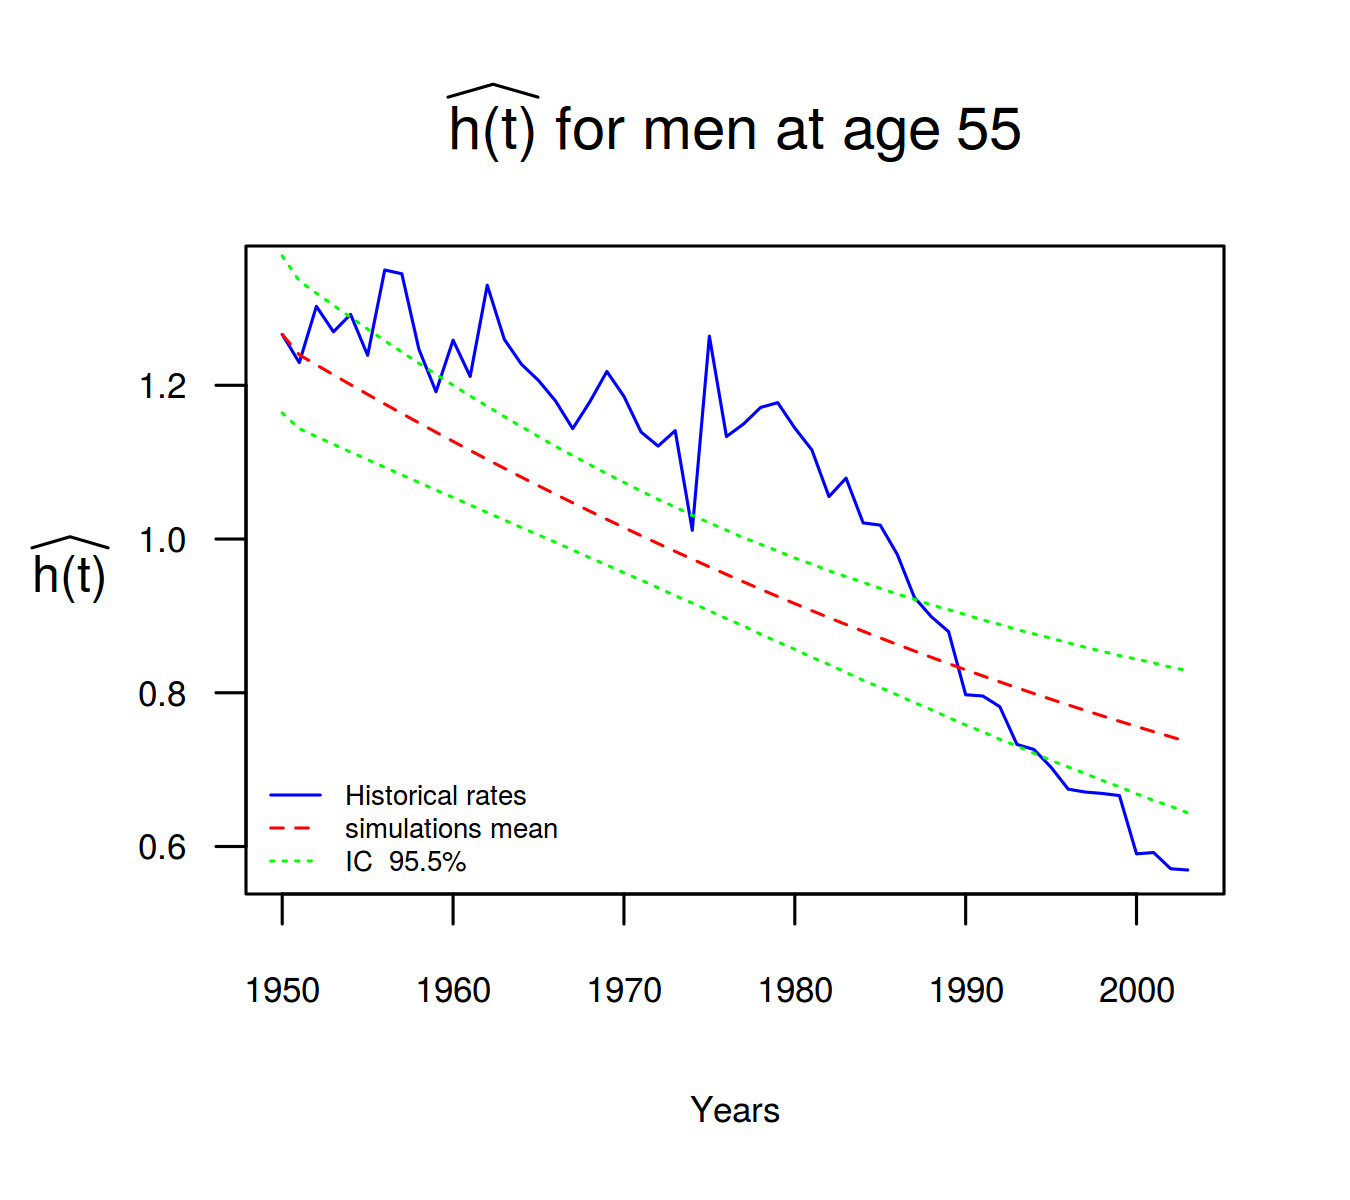 h(t) for men at age 55
1.2
1.0
h(t)
0.8
0.6
Historical rates
simulations mean
IC 95.5%
1950 1960 1970 1980 1990 2000
Years